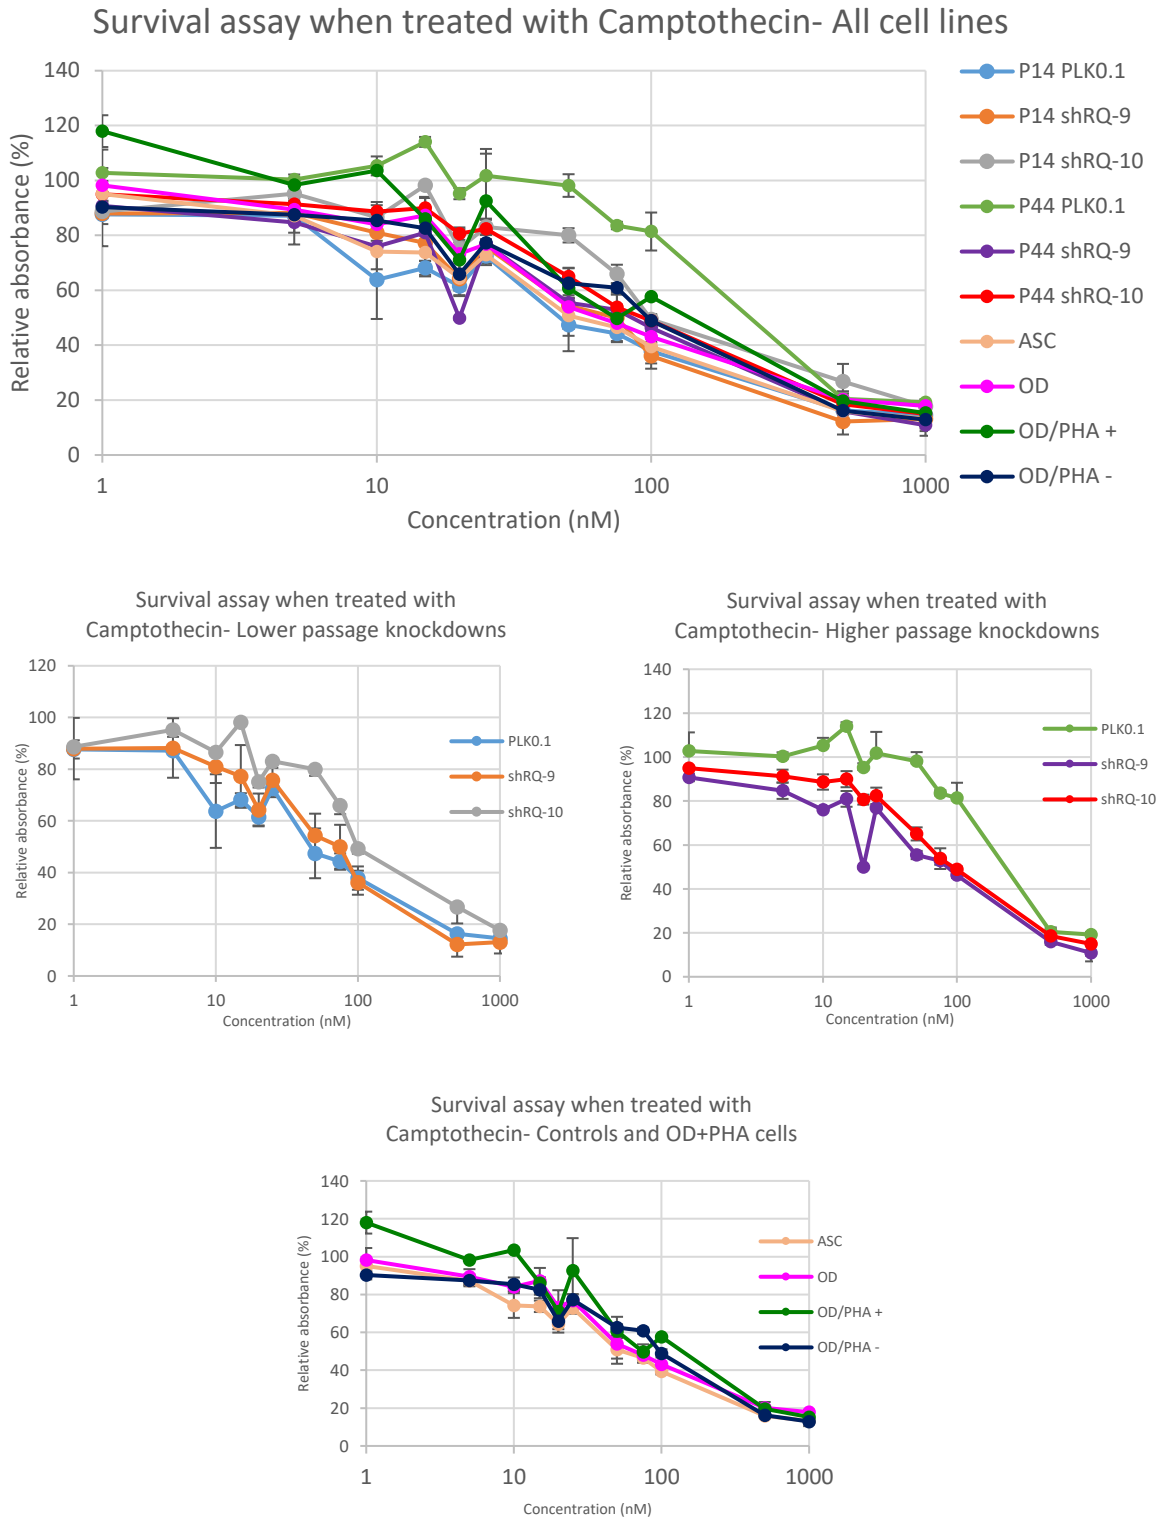 Survival assay when treated with Camptothecin- All cell lines
140
120
100
80
60
40
20
0
Relative absorbance (%)
1
10
100
1000
Concentration (nM)
P14 PLK0.1
P14 shRQ-9
P14 shRQ-10
P44 PLK0.1
P44 shRQ-9
P44 shRQ-10
ASC
OD
OD/PHA +
OD/PHA -
Survival assay when treated with
Camptothecin- Lower passage knockdowns
120
100
80
60
40
20
0
Relative absorbance (%)
1
10
100
1000
Concentration (nM)
PLK0.1
shRQ-9
shRQ-10
Survival assay when treated with
Camptothecin- Higher passage knockdowns
140
120
100
80
60
40
20
0
Relative absorbance (%)
1
10
100
1000
Concentration (nM)
PLK0.1
shRQ-9
shRQ-10
Survival assay when treated with
Camptothecin- Controls and OD+PHA cells
140
120
100
80
60
40
20
0
Relative absorbance (%)
1
10
100
1000
Concentration (nM)
ASC
OD
OD/PHA +
OD/PHA -